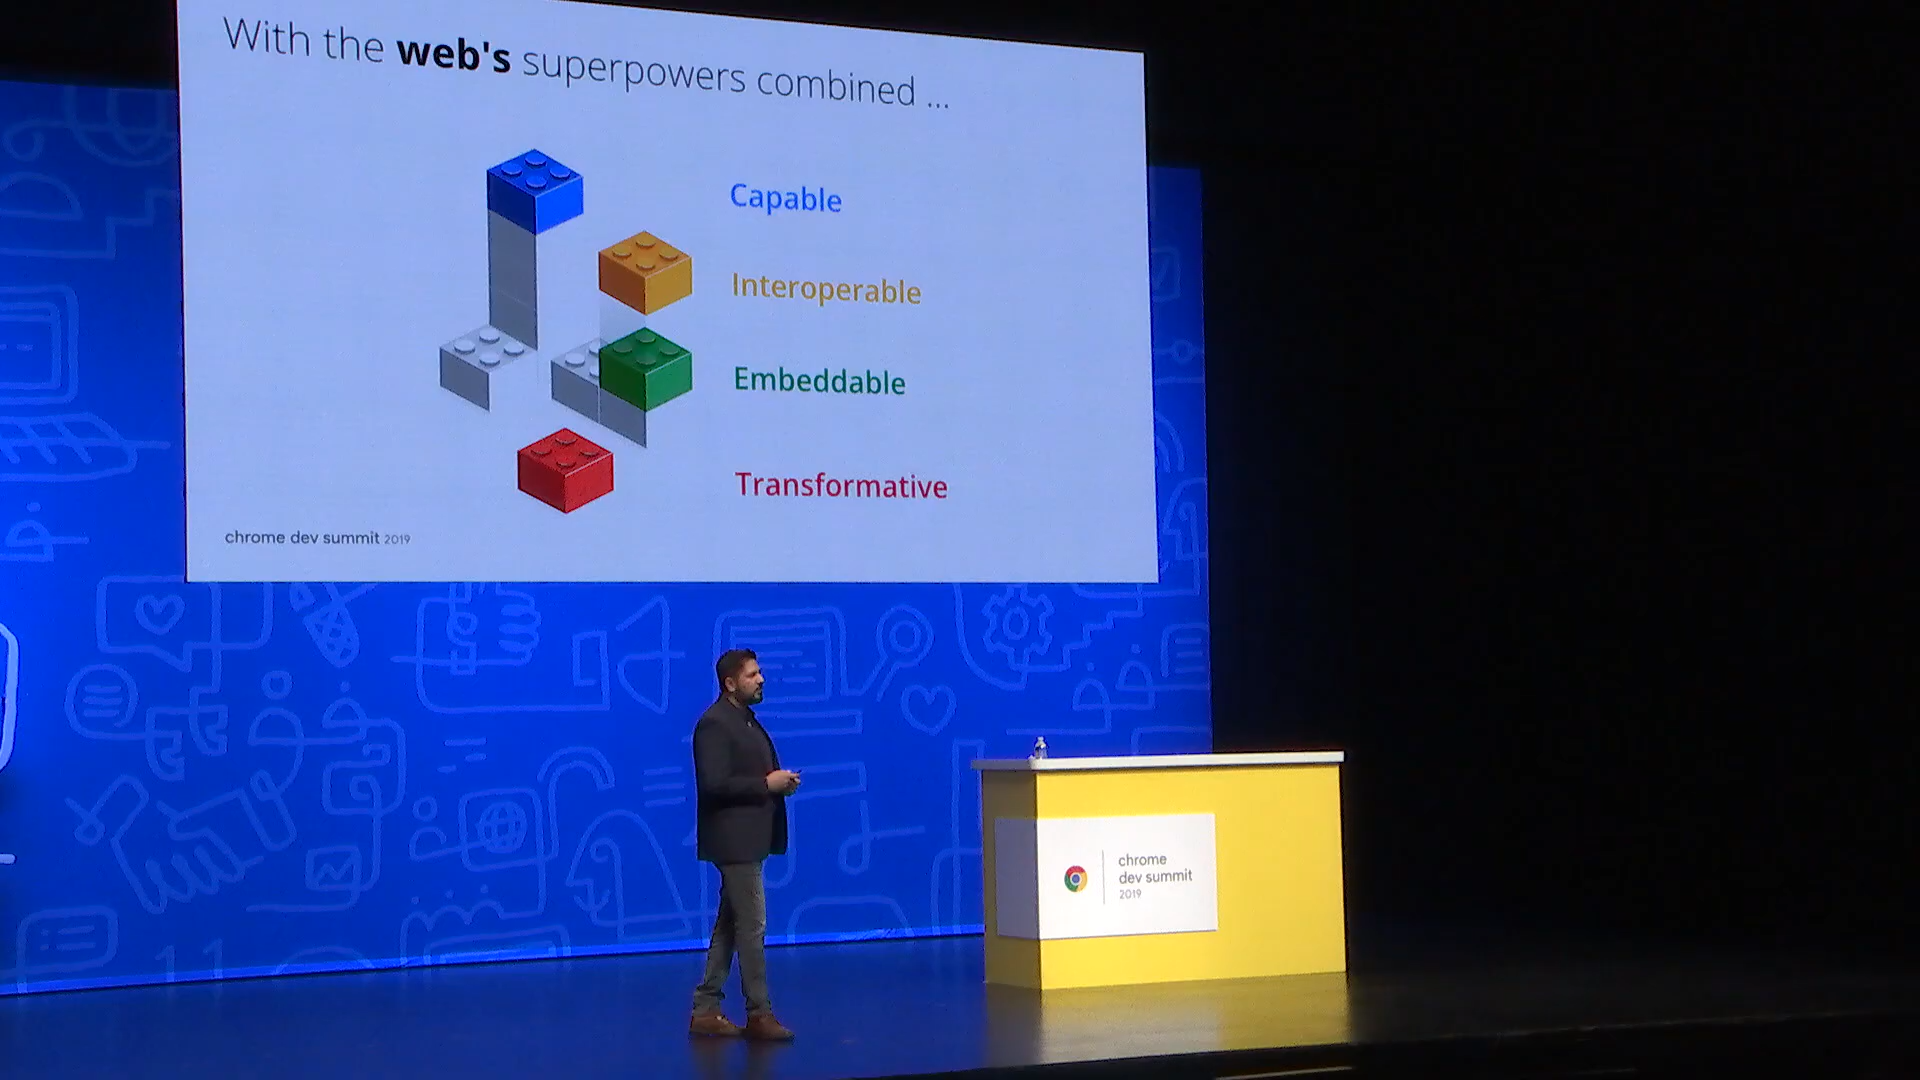 With the web's superpowers combined ...
Capable
Interoperable
Embeddable
Transformative
chrome dev summit 2019
chrome
dev summit
2019